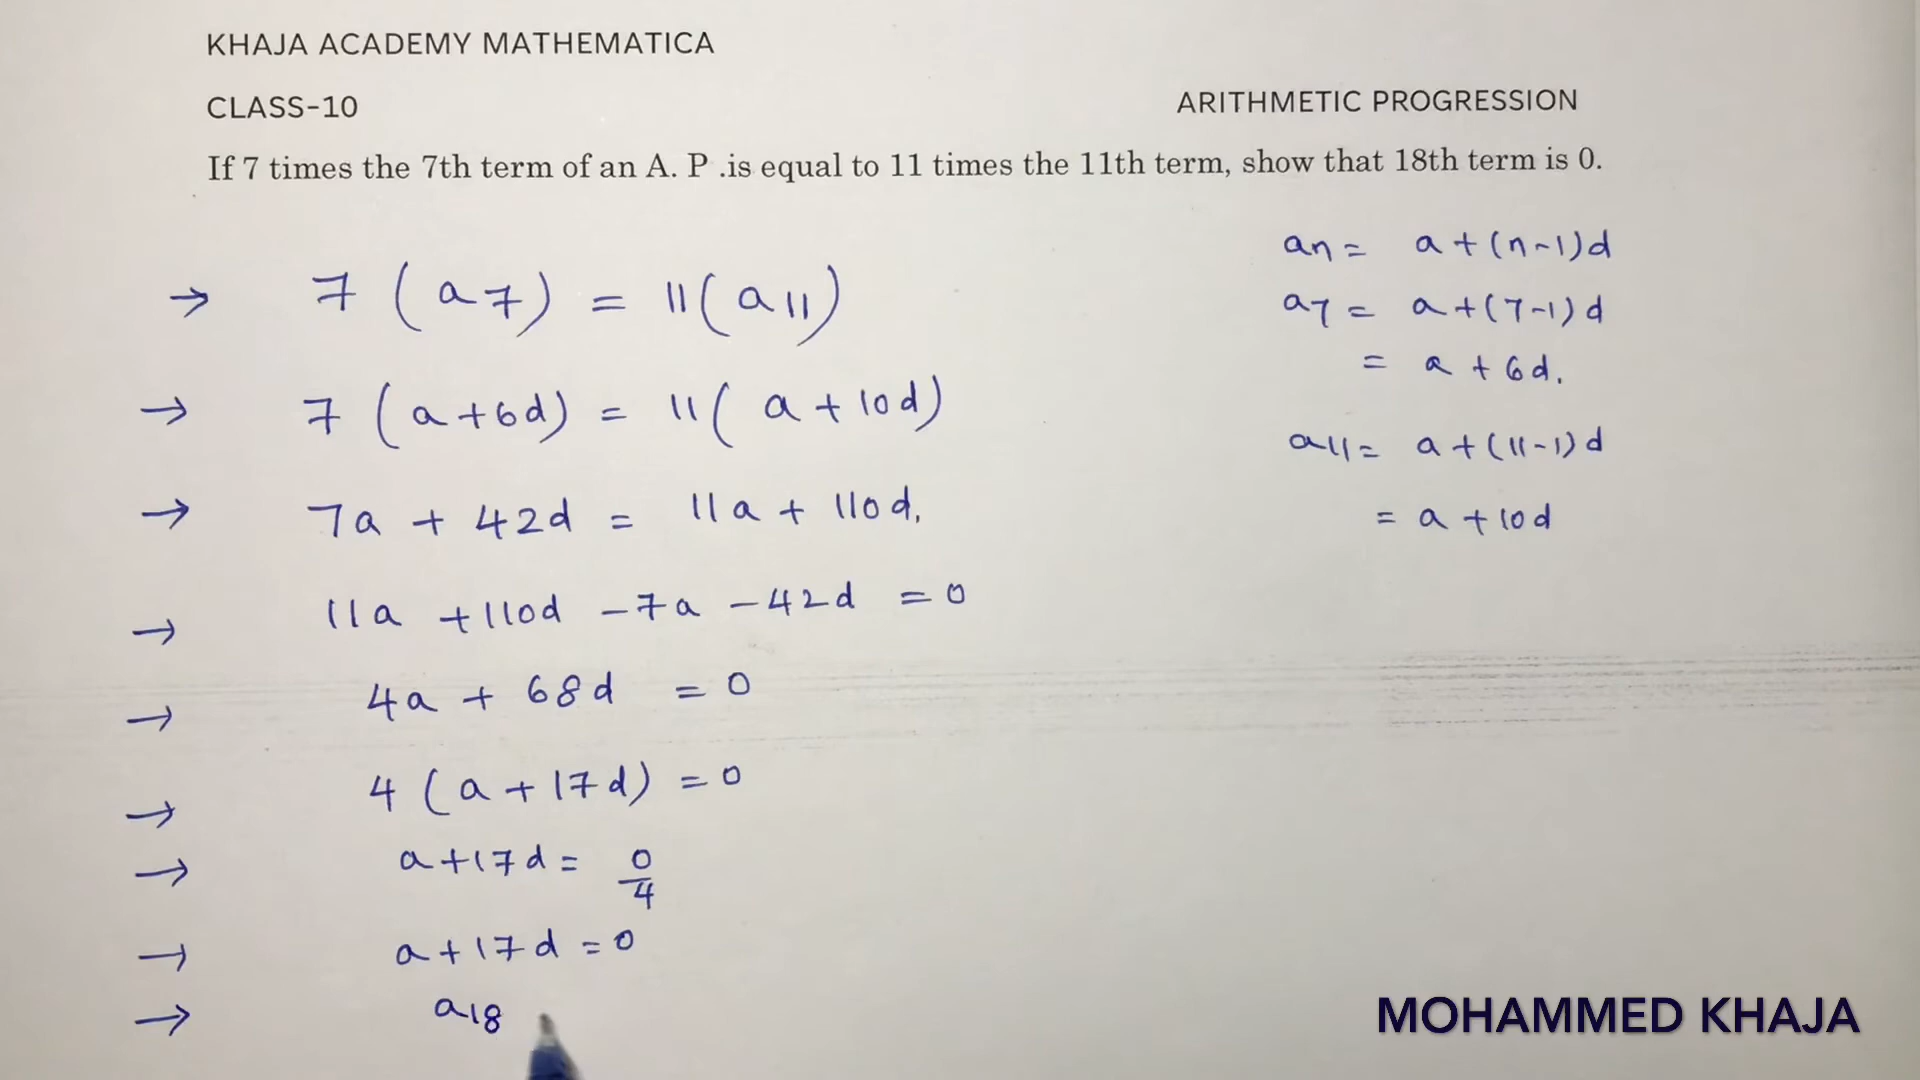 KHAJA ACADEMY MATHEMATICA
CLASS-10
ARITHMETIC PROGRESSION
If 7 times the 7th term of an A. P .is equal to 11 times the 11th term, show that 18th term is 0.
→ 7 (a7) = 11(a11)
→ 7 (a+6d) = 11( a+10d)
→ 7a + 42d = 11a + 110d.
→ 11a +110d -7a -42d = 0
→ 4a + 68d = 0
→ 4 (a+17d) = 0
→ a+17d = 0/4
→ a+17d = 0
→ a18
an = a+(n-1)d
a7 = a+(7-1)d
= a + 6d.
a11 = a+(11-1)d
= a +10d
MOHAMMED KHAJA